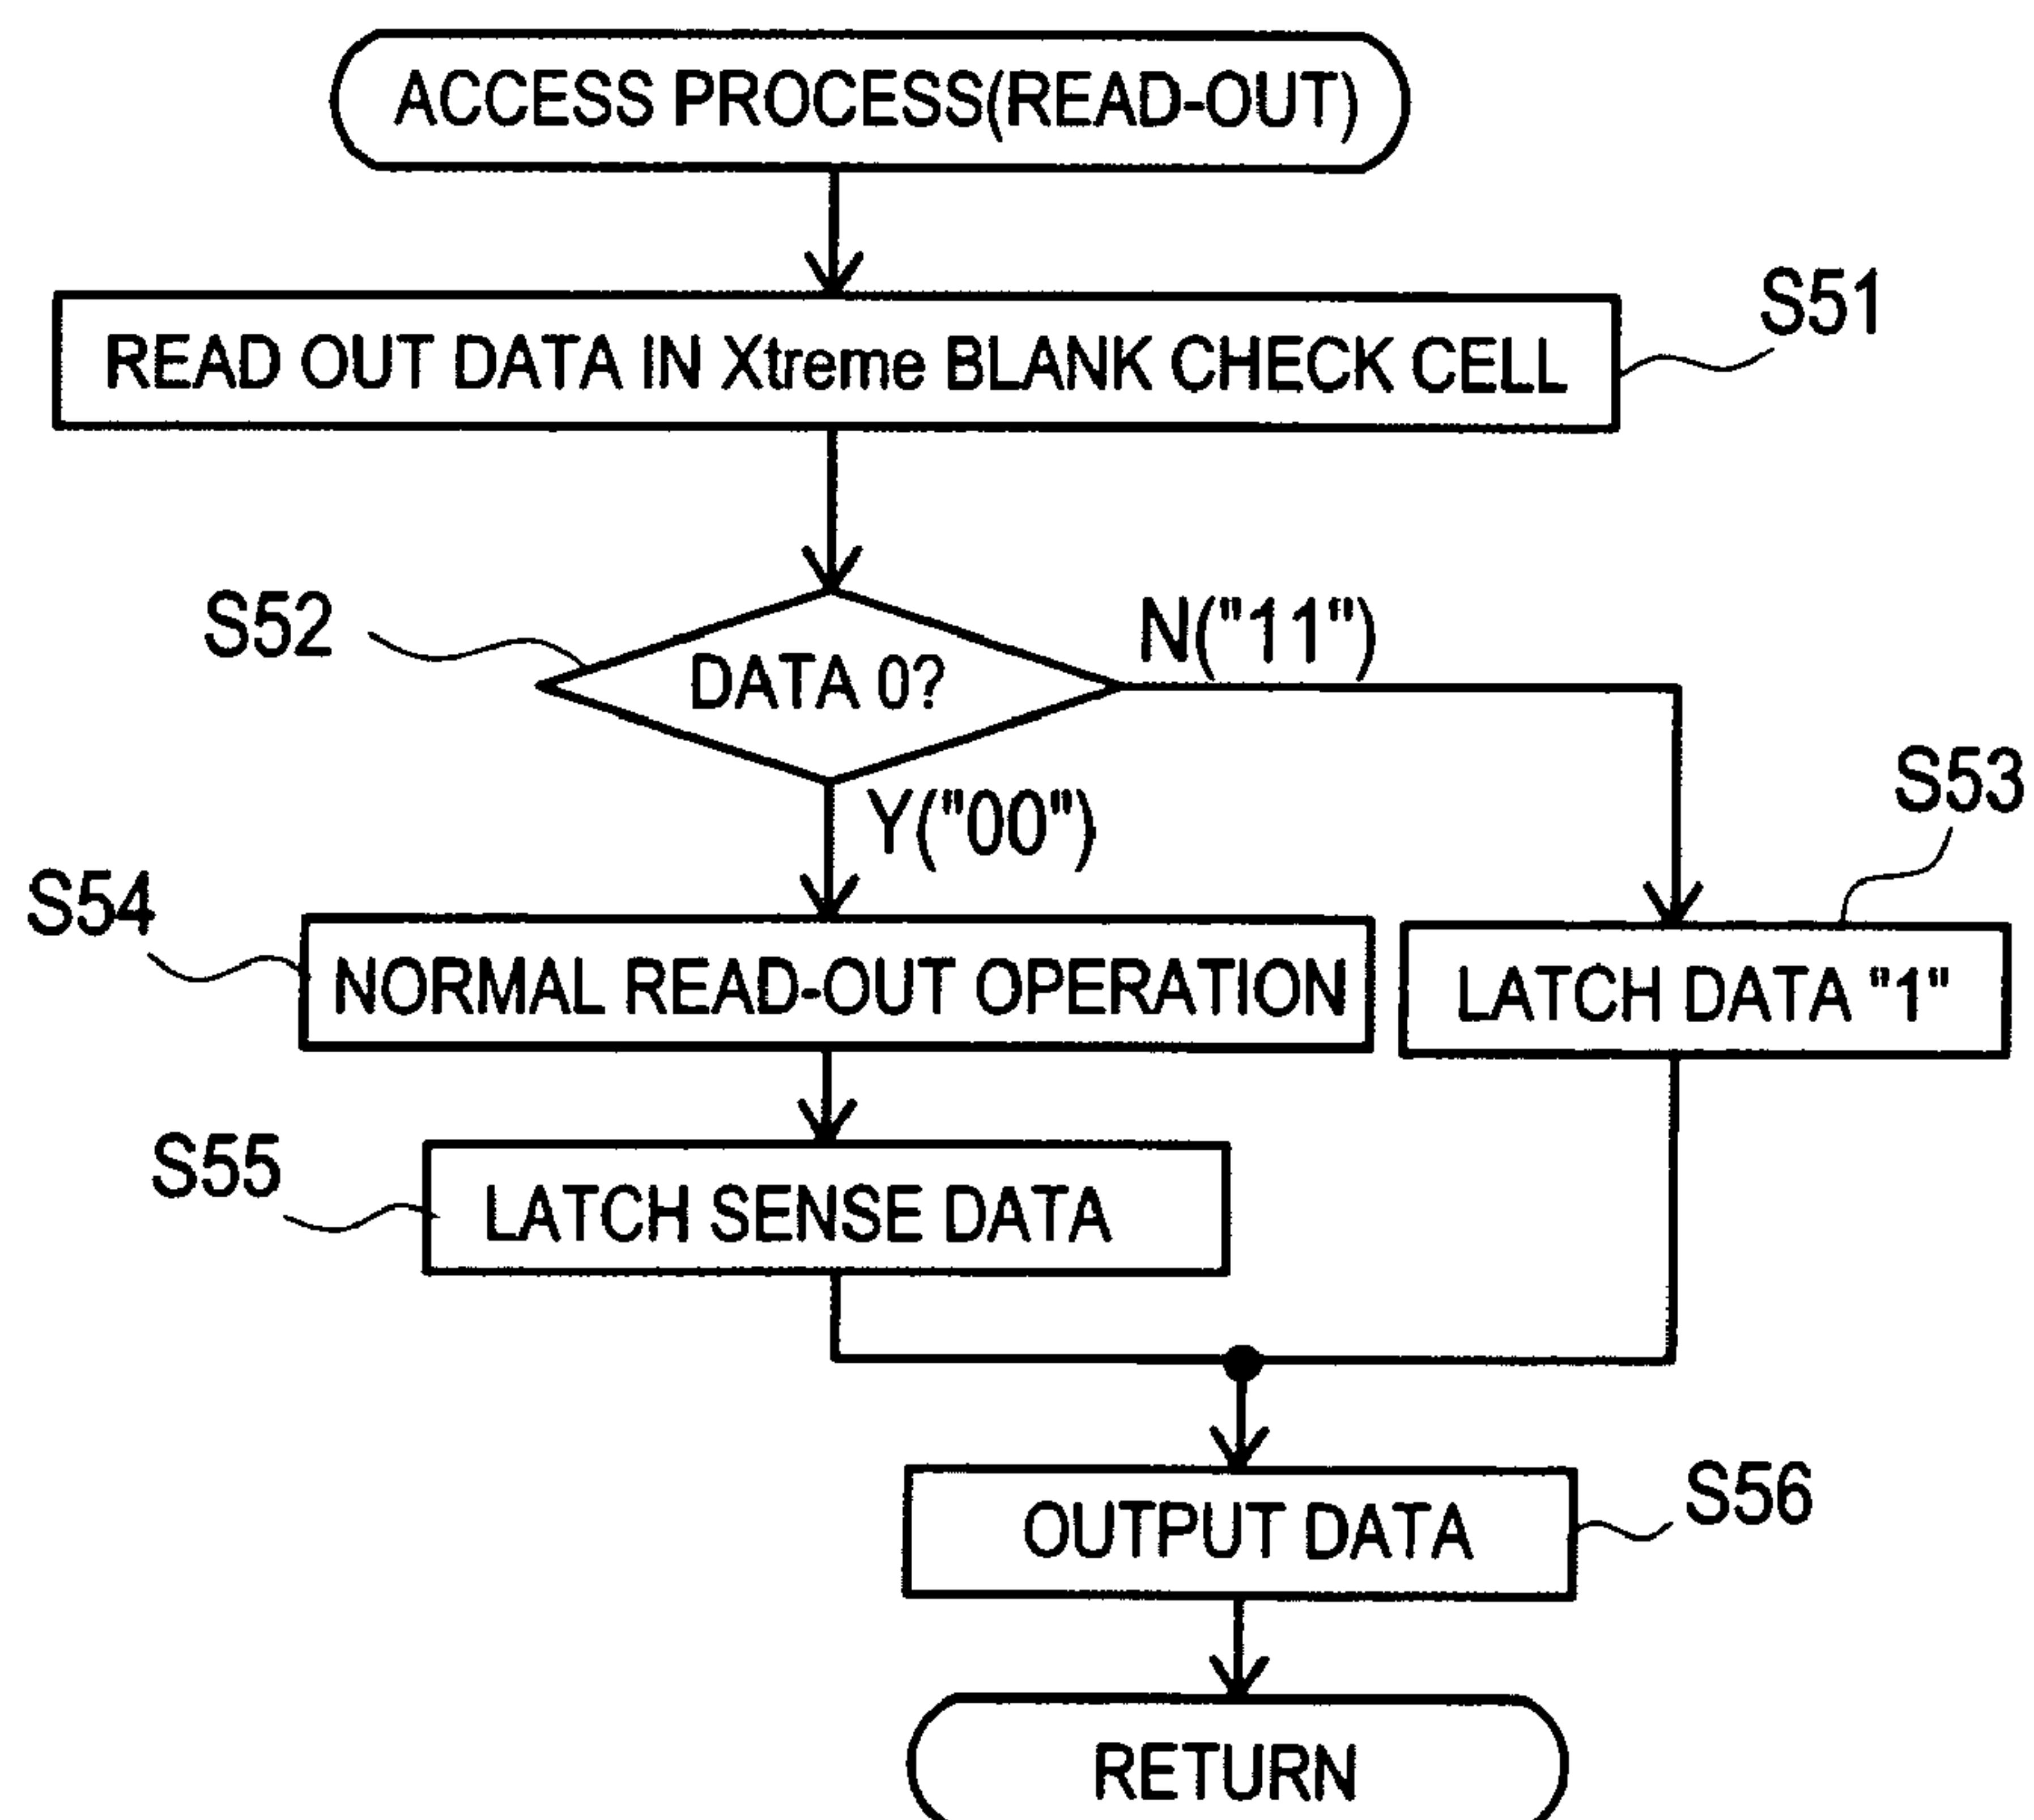 ACCESS PROCESS(READ-OUT)
S51
READ OUT DATA IN Xtreme BLANK CHECK CELL
S52
N("11")
DATA 0?
S53
Y("00")
S54
NORMAL READ-OUT OPERATION
LATCH DATA "1"
S55
LATCH SENSE DATA
S56
OUTPUT DATA
RETURN